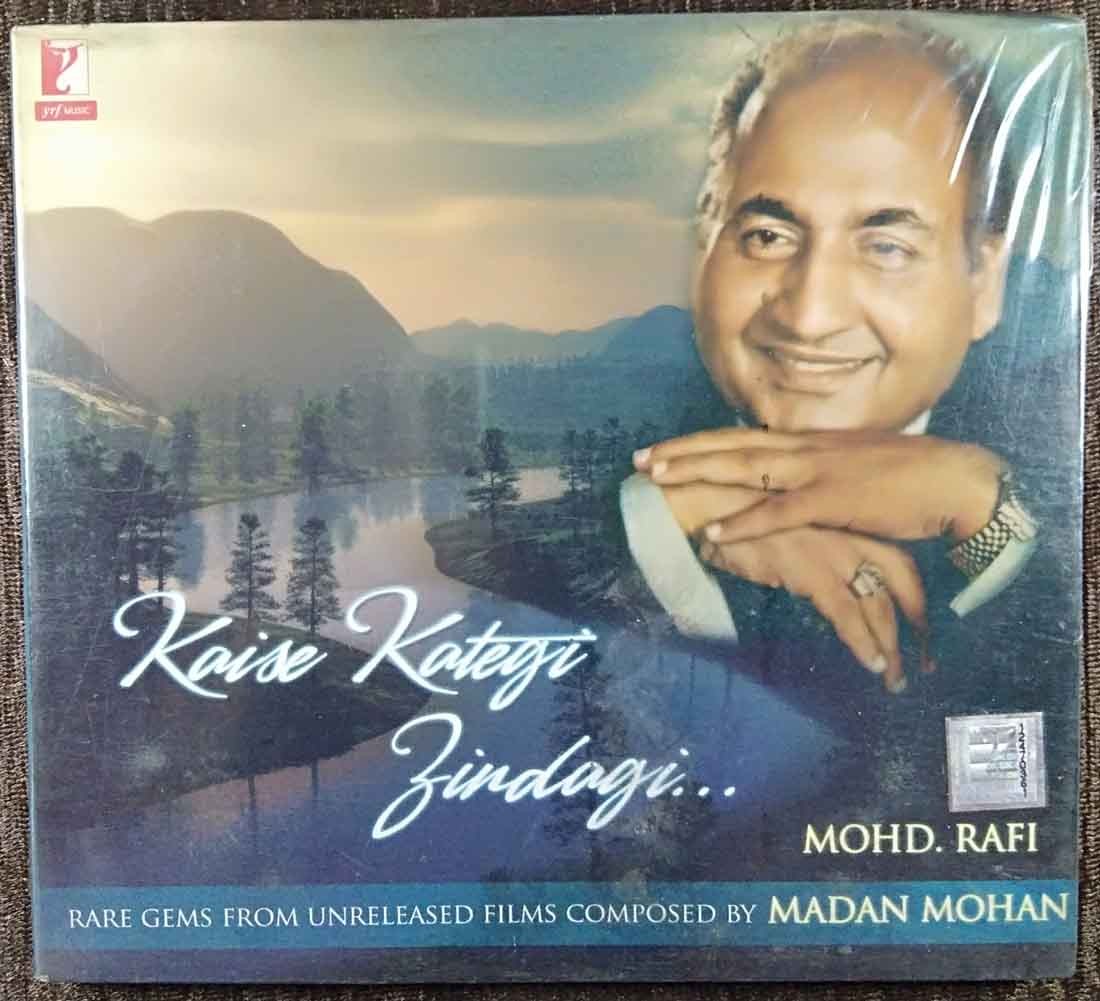 yrf MUSIC
Kaise Kategi
Zindagi...
MOHD. RAFI
RARE GEMS FROM UNRELEASED FILMS COMPOSED BY MADAN MOHAN